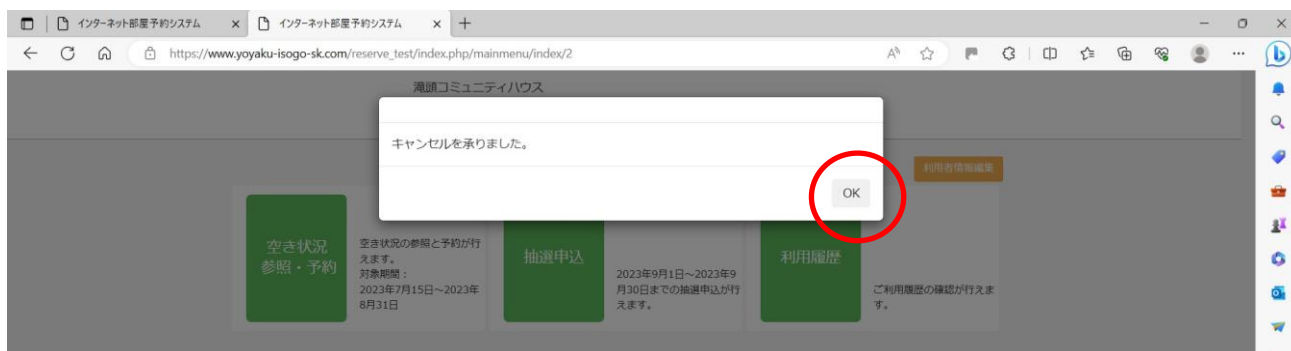 インターネット部屋予約システム
インターネット部屋予約システム
https://www.yoyaku-isogo-sk.com/reserve_test/index.php/mainmenu/index/2
滝頭コミュニティハウス
キャンセルを承りました。
OK
利用者情報編集
空き状況
参照・予約
空き状況の参照と予約が行
えます。
対象期間：
2023年7月15日～2023年
8月31日
抽選申込
2023年9月1日～2023年9
月30日までの抽選申込が行
えます。
利用履歴
ご利用履歴の確認が行えま
す。